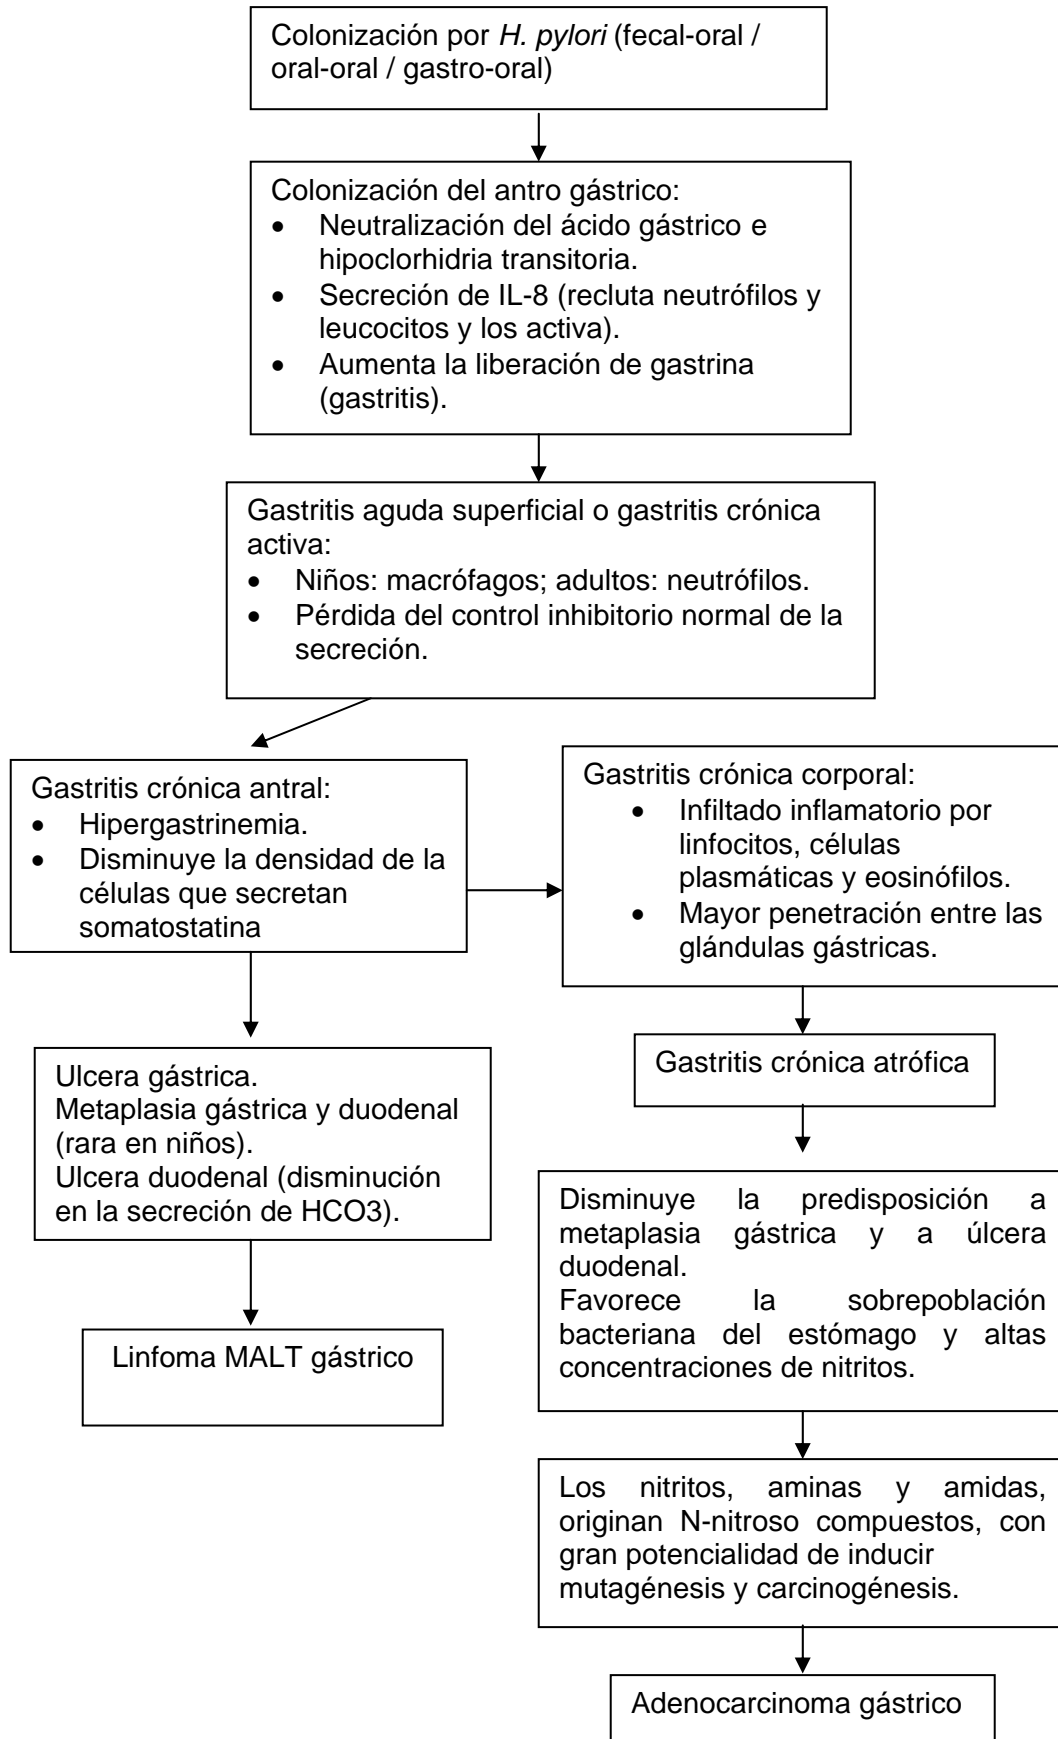 Colonización por H. pylori (fecal-oral /
oral-oral / gastro-oral)
Colonización del antro gástrico:
• Neutralización del ácido gástrico e
hipoclorhidria transitoria.
• Secreción de IL-8 (recluta neutrófilos y
leucocitos y los activa).
• Aumenta la liberación de gastrina
(gastritis).
Gastritis aguda superficial o gastritis crónica
activa:
• Niños: macrófagos; adultos: neutrófilos.
• Pérdida del control inhibitorio normal de la
secreción.
Gastritis crónica antral:
• Hipergastrinemia.
• Disminuye la densidad de la
células que secretan
somatostatina
Gastritis crónica corporal:
• Infiltado inflamatorio por
linfocitos, células
plasmáticas y eosinófilos.
• Mayor penetración entre las
glándulas gástricas.
Ulcera gástrica.
Metaplasia gástrica y duodenal
(rara en niños).
Ulcera duodenal (disminución
en la secreción de HCO3).
Linfoma MALT gástrico
Gastritis crónica atrófica
Disminuye la predisposición a
metaplasia gástrica y a úlcera
duodenal.
Favorece la sobrepoblación
bacteriana del estómago y altas
concentraciones de nitritos.
Los nitritos, aminas y amidas,
originan N-nitroso compuestos, con
gran potencialidad de inducir
mutagénesis y carcinogénesis.
Adenocarcinoma gástrico